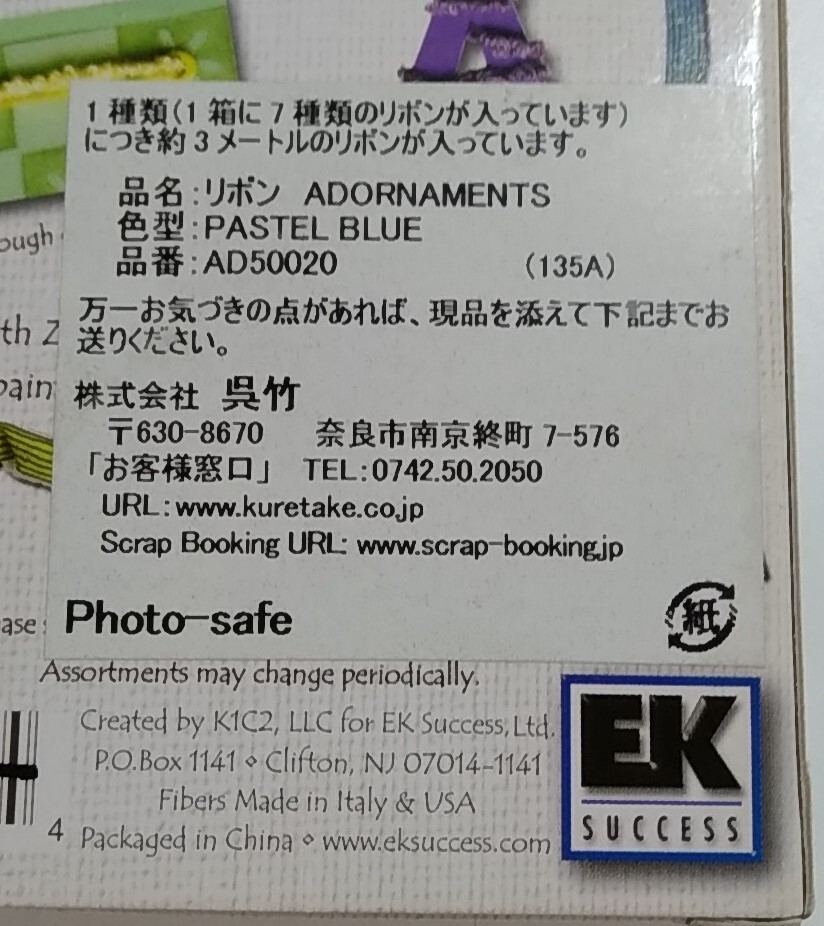 1 種類(1 箱に 7 種類のリボンが入っています)
につき約 3 メートルのリボンが入っています。
品名:リボン ADORNAMENTS
色型:PASTEL BLUE
品番:AD50020 (135A)
万一お気づきの点があれば、現品を添えて下記までお
送りください。
株式会社 呉竹
〒630-8670 奈良市南京終町 7-576
「お客様窓口」 TEL:0742.50.2050
URL:www.kuretake.co.jp
Scrap Booking URL: www.scrap-booking.jp
Photo-safe
紙
Assortments may change periodically.
Created by K1C2, LLC for EK Success, Ltd.
P.O.Box 1141 ⋄ Clifton, NJ 07014-1141
Fibers Made in Italy & USA
4 Packaged in China ⋄ www.eksuccess.com
EK
SUCCESS